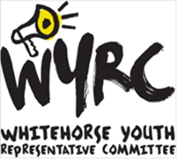 WYRC
WHITEHORSE YOUTH
REPRESENTATIVE COMMITTEE